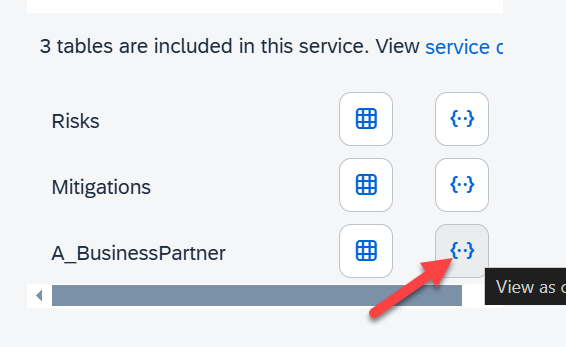 3 tables are included in this service. View service
Risks
Mitigations
A_BusinessPartner
View as